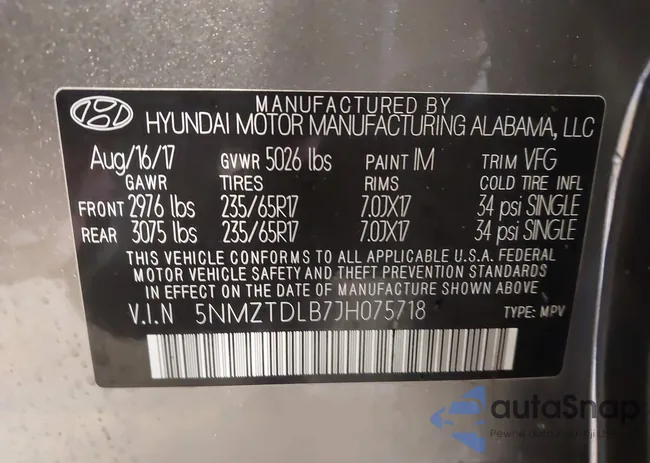 MANUFACTURED BY
HYUNDAI MOTOR MANUFACTURING ALABAMA, LLC
Aug/16/17 GVWR 5026 lbs PAINT IM TRIM VFG
GAWR TIRES RIMS COLD TIRE INFL
FRONT 2976 lbs 235/65R17 7.0JX17 34 psi SINGLE
REAR 3075 lbs 235/65R17 7.0JX17 34 psi SINGLE
THIS VEHICLE CONFORMS TO ALL APPLICABLE U.S.A. FEDERAL
MOTOR VEHICLE SAFETY AND THEFT PREVENTION STANDARDS
IN EFFECT ON THE DATE OF MANUFACTURE SHOWN ABOVE.
V.I.N 5NMZTDLB7JH075718 TYPE: MPV
autoSnap
Pewne